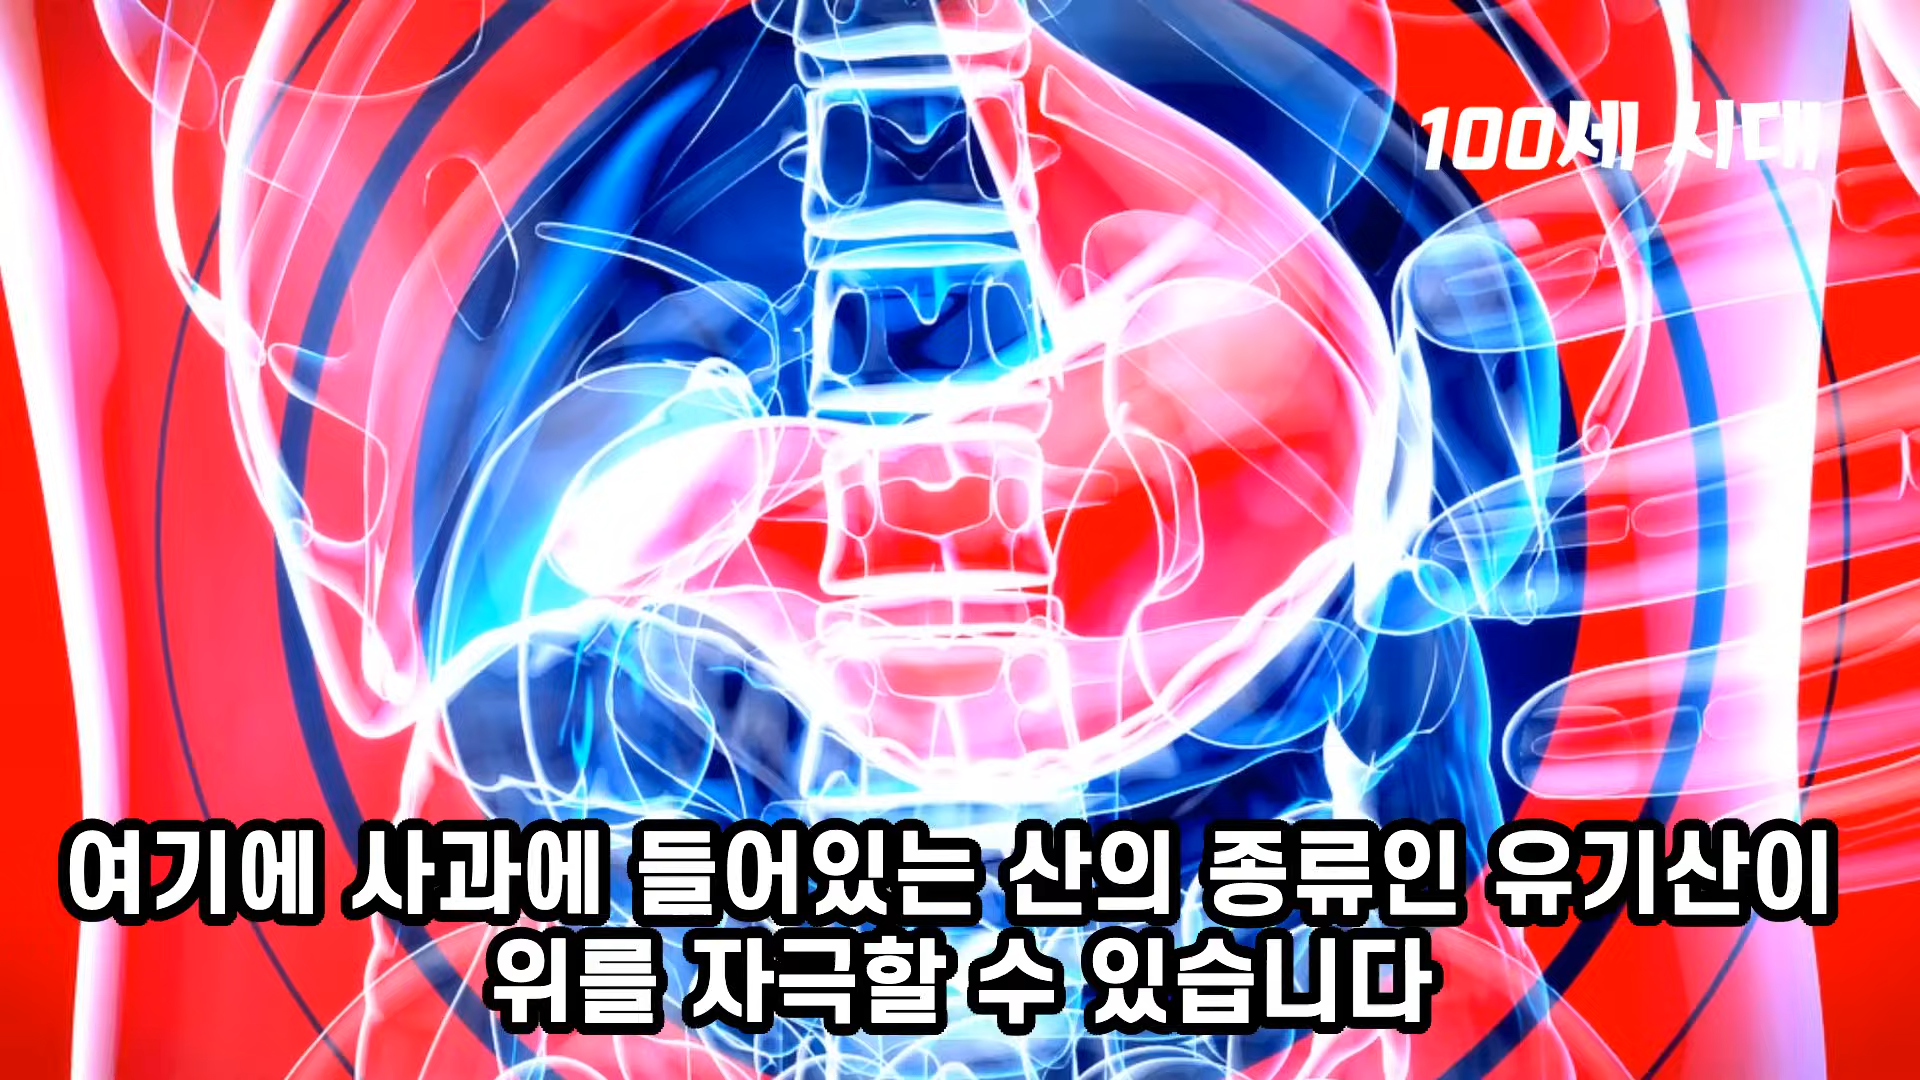 100세 시대
여기에 사과에 들어있는 산의 종류인 유기산이
위를 자극할 수 있습니다